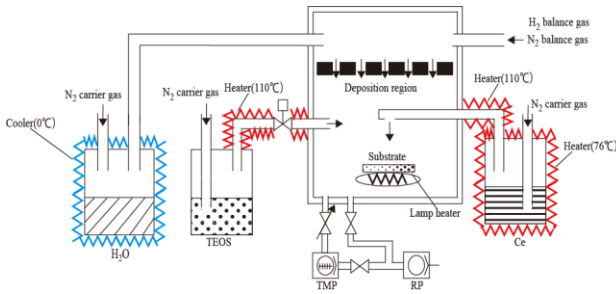 H₂ balance gas
N₂ balance gas
Heater(110℃)
Deposition region
Heater(110℃)
N₂ carrier gas
N₂ carrier gas
N₂ carrier gas
Cooler(0℃)
Heater(76℃)
Substrate
Lamp heater
H₂O
TEOS
Ce
TMP
RP